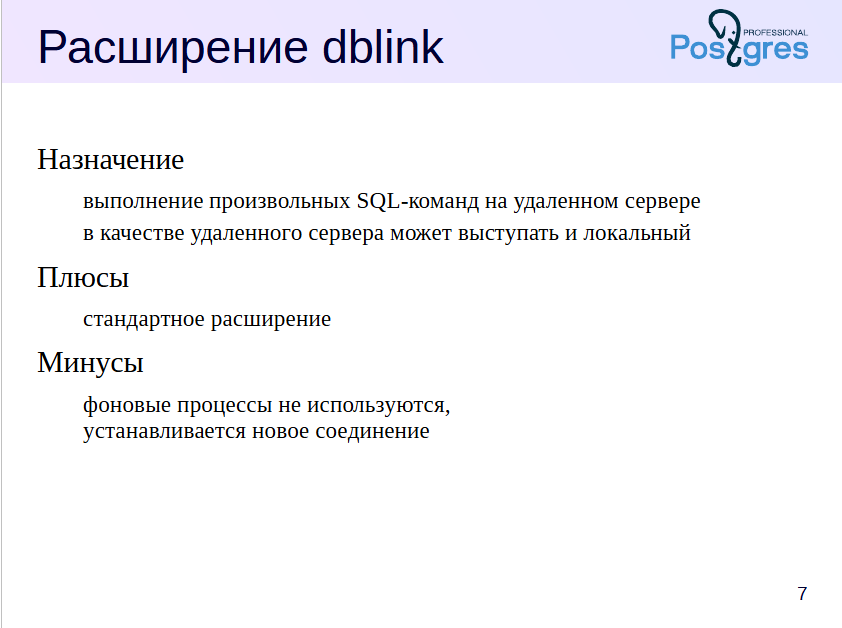 Расширение dblink
PROFESSIONAL
Postgres
Назначение
выполнение произвольных SQL-команд на удаленном сервере
в качестве удаленного сервера может выступать и локальный
Плюсы
стандартное расширение
Минусы
фоновые процессы не используются,
устанавливается новое соединение
7